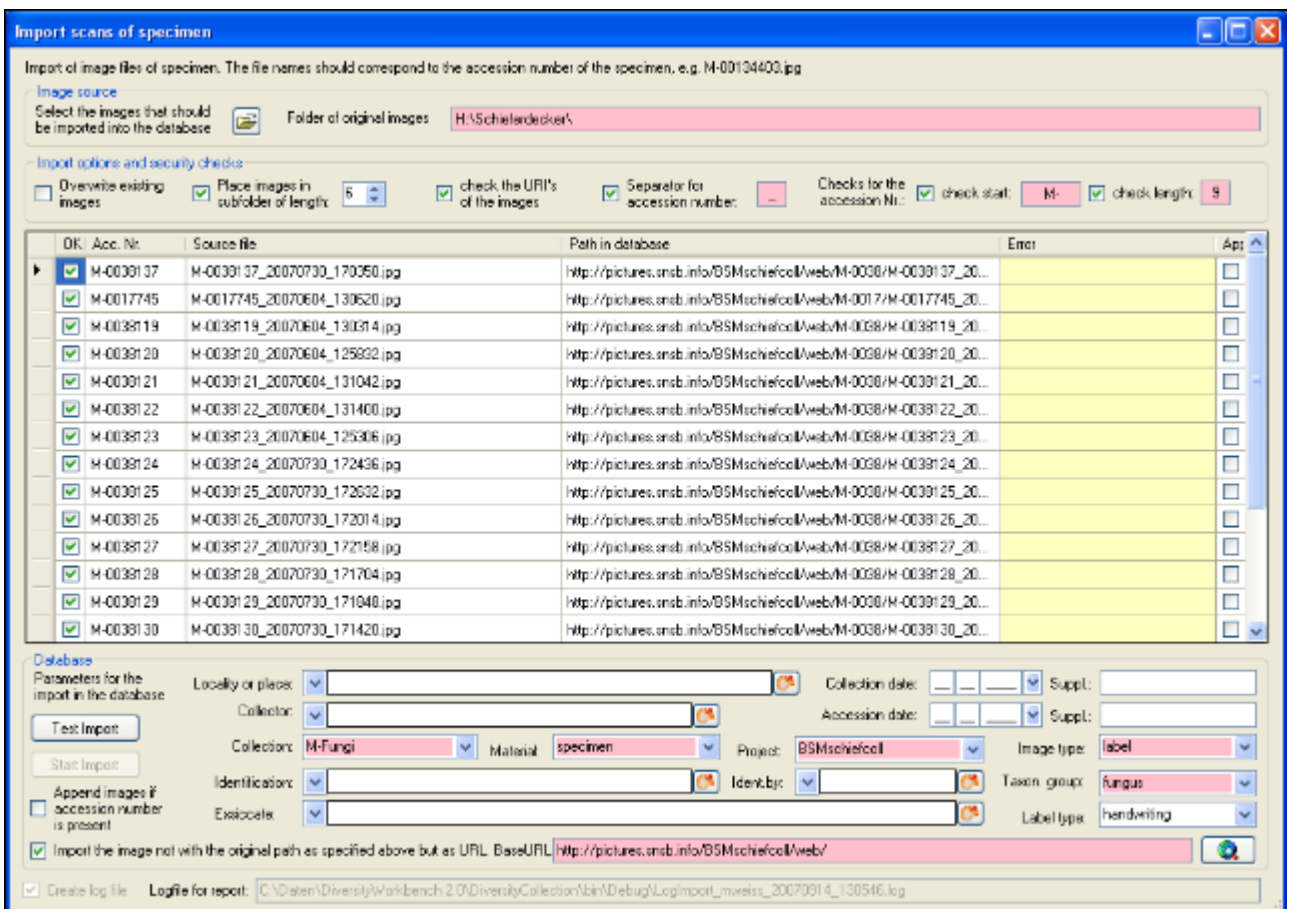 Import scans of specimen
Import of image files of specimen. The file names should correspond to the accession number of the specimen, e.g. M-00134403.jpg
Image source
Select the images that should be imported into the database
Folder of original images H:\Schieferdecker\
Import options and security checks
Overwrite existing images
Place images in subfolder of length: 6
check the URI's of the images
Separator for accession number: _
Checks for the accession Nr.: check start: M- check length: 9
OK Acc. Nr. Source file Path in database Error
M-0038137 M-0038137_20070730_170350.jpg http://pictures.snsb.info/BSMschiefcoll/web/M-0038/M-0038137_20...
M-0017745 M-0017745_20070604_130620.jpg http://pictures.snsb.info/BSMschiefcoll/web/M-0017/M-0017745_20...
M-0038119 M-0038119_20070604_130314.jpg http://pictures.snsb.info/BSMschiefcoll/web/M-0038/M-0038119_20...
M-0038120 M-0038120_20070604_125832.jpg http://pictures.snsb.info/BSMschiefcoll/web/M-0038/M-0038120_20...
M-0038121 M-0038121_20070604_131042.jpg http://pictures.snsb.info/BSMschiefcoll/web/M-0038/M-0038121_20...
M-0038122 M-0038122_20070604_131400.jpg http://pictures.snsb.info/BSMschiefcoll/web/M-0038/M-0038122_20...
M-0038123 M-0038123_20070604_125306.jpg http://pictures.snsb.info/BSMschiefcoll/web/M-0038/M-0038123_20...
M-0038124 M-0038124_20070730_172436.jpg http://pictures.snsb.info/BSMschiefcoll/web/M-0038/M-0038124_20...
M-0038125 M-0038125_20070730_172632.jpg http://pictures.snsb.info/BSMschiefcoll/web/M-0038/M-0038125_20...
M-0038126 M-0038126_20070730_172014.jpg http://pictures.snsb.info/BSMschiefcoll/web/M-0038/M-0038126_20...
M-0038127 M-0038127_20070730_172158.jpg http://pictures.snsb.info/BSMschiefcoll/web/M-0038/M-0038127_20...
M-0038128 M-0038128_20070730_171704.jpg http://pictures.snsb.info/BSMschiefcoll/web/M-0038/M-0038128_20...
M-0038129 M-0038129_20070730_171848.jpg http://pictures.snsb.info/BSMschiefcoll/web/M-0038/M-0038129_20...
M-0038130 M-0038130_20070730_171420.jpg http://pictures.snsb.info/BSMschiefcoll/web/M-0038/M-0038130_20...
Database
Parameters for the import in the database
Locality or place: Collection date: __ __ ____ Suppl.:
Test Import Collector: Accession date: __ __ ____ Suppl.:
Start Import Collection: M-Fungi Material: specimen Project: BSMschiefcoll Image type: label
Append images if accession number is present
Identification: Ident.by: Taxon. group: fungus
Exsiccate: Label type: handwriting
Import the image not with the original path as specified above but as URL. BaseURL: http://pictures.snsb.info/BSMschiefcoll/web/
Create log file Logfile for report: C:\Daten\DiversityWorkbench 2.0\DiversityCollection\bin\Debug\LogImport_mweiss_20070914_130546.log